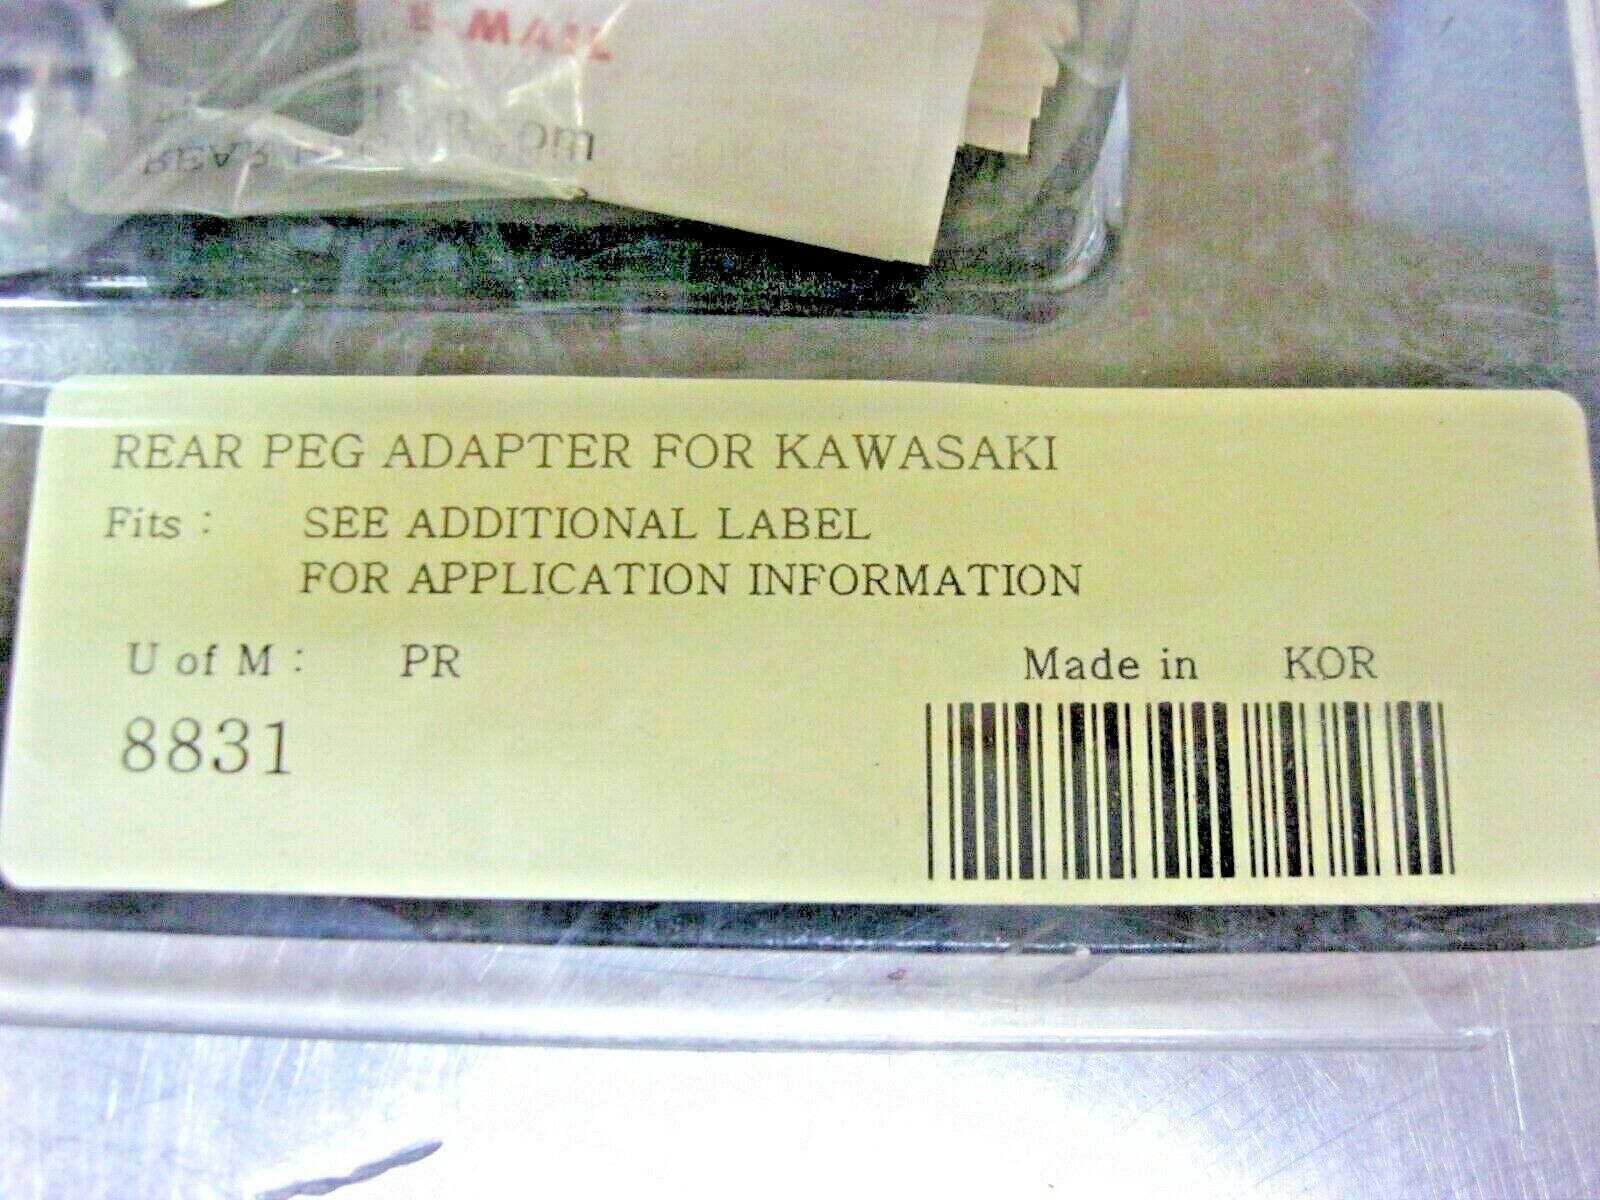 E-MAIL
REAR
REAR PEG ADAPTER FOR KAWASAKI
Fits : SEE ADDITIONAL LABEL
FOR APPLICATION INFORMATION
U of M : PR
Made in KOR
8831